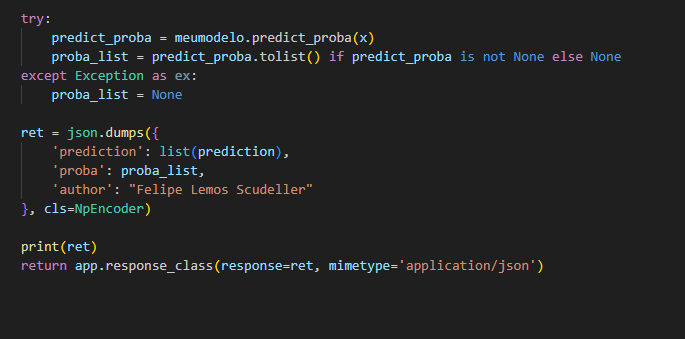 try:
    predict_proba = meumodelo.predict_proba(x)
    proba_list = predict_proba.tolist() if predict_proba is not None else None
except Exception as ex:
    proba_list = None

ret = json.dumps({
    'prediction': list(prediction),
    'proba': proba_list,
    'author': "Felipe Lemos Scudeller"
}, cls=NpEncoder)

print(ret)
return app.response_class(response=ret, mimetype='application/json')